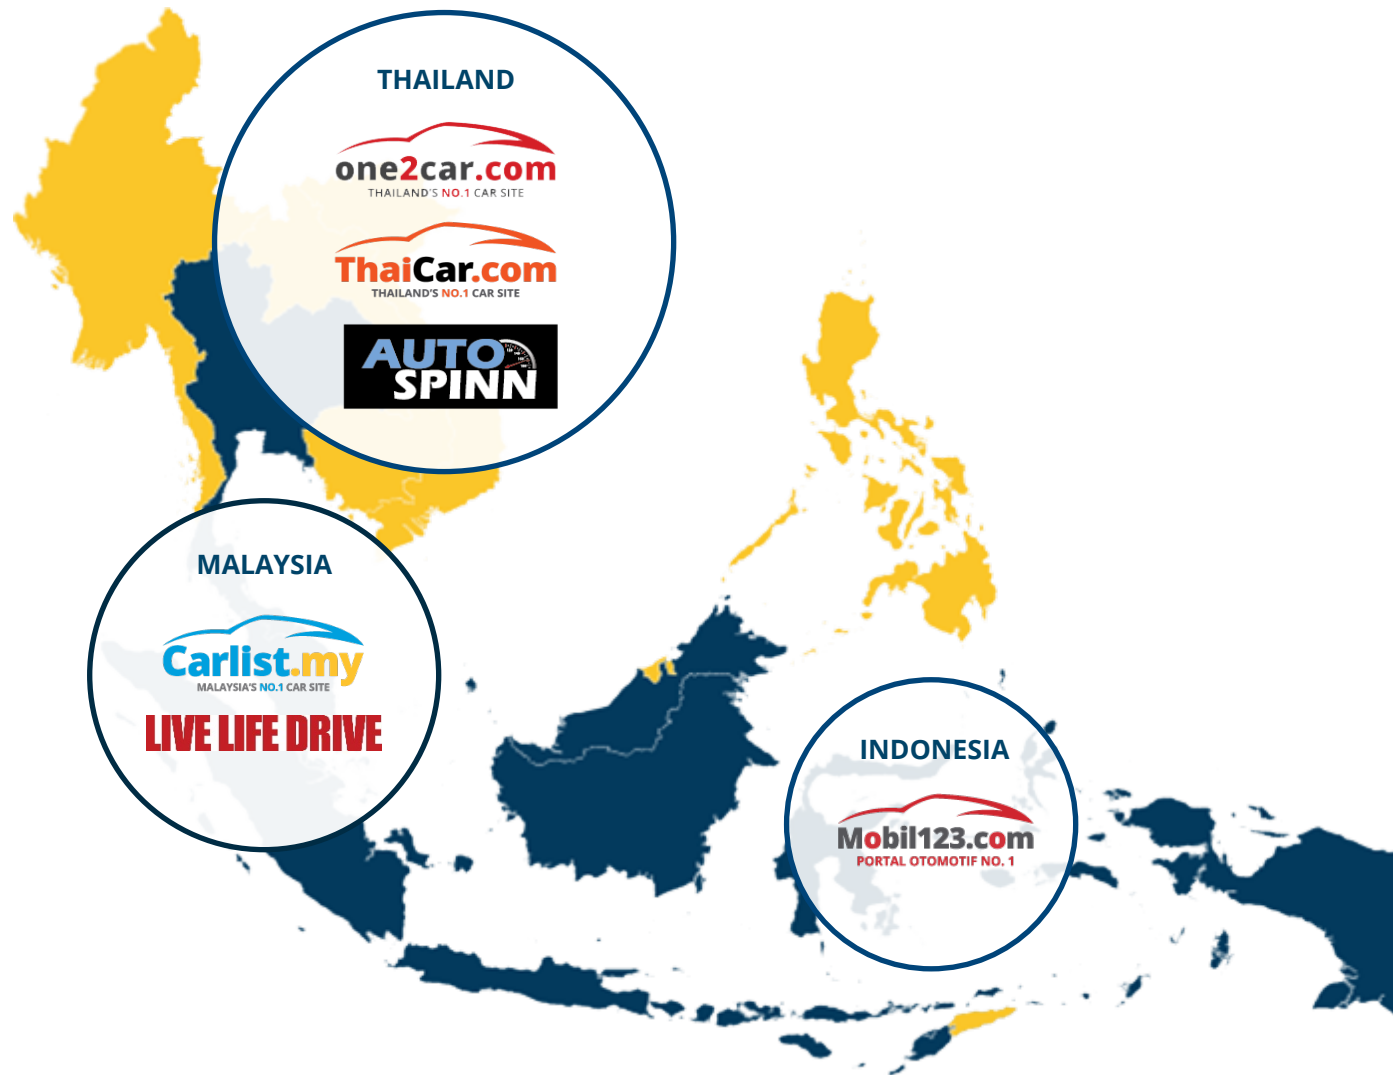 THAILAND
one2car.com
THAILAND'S NO.1 CAR SITE
ThaiCar.com
THAILAND'S NO.1 CAR SITE
AUTO
SPINN
MALAYSIA
Carlist.my
MALAYSIA'S NO.1 CAR SITE
LIVE LIFE DRIVE
INDONESIA
Mobil123.com
PORTAL OTOMOTIF NO. 1